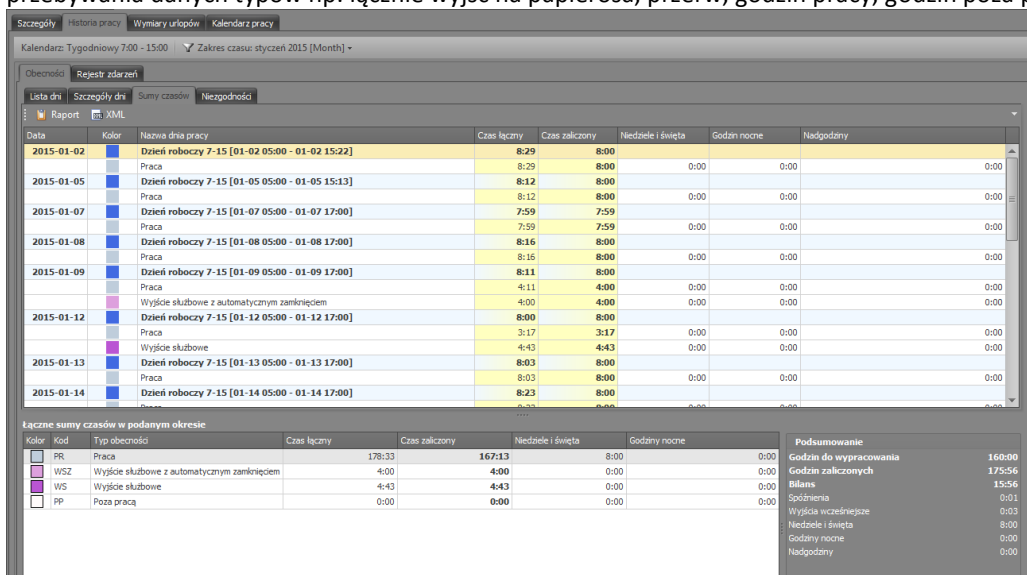 przebywania danych typów np. łącznie wyjść na papierosa, przerw, godzin pracy, godzin poza p
Szczegóły Historia pracy Wymiary urlopów Kalendarz pracy
Kalendarz: Tygodniowy 7:00 - 15:00 Zakres czasu: styczeń 2015 [Month]
Obecności Rejestr zdarzeń
Lista dni Szczegóły dni Sumy czasów Niezgodności
Raport XML
Data Kolor Nazwa dnia pracy Czas łączny Czas zaliczony Niedziele i święta Godzin nocne Nadgodziny
2015-01-02 Dzień roboczy 7-15 [01-02 05:00 - 01-02 15:22] 8:29 8:00
Praca 8:29 8:00 0:00 0:00 0:00
2015-01-05 Dzień roboczy 7-15 [01-05 05:00 - 01-05 15:13] 8:12 8:00
Praca 8:12 8:00 0:00 0:00 0:00
2015-01-07 Dzień roboczy 7-15 [01-07 05:00 - 01-07 17:00] 7:59 7:59
Praca 7:59 7:59 0:00 0:00 0:00
2015-01-08 Dzień roboczy 7-15 [01-08 05:00 - 01-08 17:00] 8:16 8:00
Praca 8:16 8:00 0:00 0:00 0:00
2015-01-09 Dzień roboczy 7-15 [01-09 05:00 - 01-09 17:00] 8:11 8:00
Praca 4:11 4:00 0:00 0:00 0:00
Wyjście służbowe z automatycznym zamknięciem 4:00 4:00 0:00 0:00 0:00
2015-01-12 Dzień roboczy 7-15 [01-12 05:00 - 01-12 17:00] 8:00 8:00
Praca 3:17 3:17 0:00 0:00 0:00
Wyjście służbowe 4:43 4:43 0:00 0:00 0:00
2015-01-13 Dzień roboczy 7-15 [01-13 05:00 - 01-13 17:00] 8:03 8:00
Praca 8:03 8:00 0:00 0:00 0:00
2015-01-14 Dzień roboczy 7-15 [01-14 05:00 - 01-14 17:00] 8:23 8:00
Łączne sumy czasów w podanym okresie
Kolor Kod Typ obecności Czas łączny Czas zaliczony Niedziele i święta Godziny nocne
PR Praca 178:33 167:13 8:00 0:00
WSZ Wyjście służbowe z automatycznym zamknięciem 4:00 4:00 0:00 0:00
WS Wyjście służbowe 4:43 4:43 0:00 0:00
PP Poza pracą 0:00 0:00 0:00 0:00
Podsumowanie
Godzin do wypracowania 160:00
Godzin zaliczonych 175:56
Bilans 15:56
Spóźnienia 0:01
Wyjścia wcześniejsze 0:03
Niedziele i święta 8:00
Godziny nocne 0:00
Nadgodziny 0:00